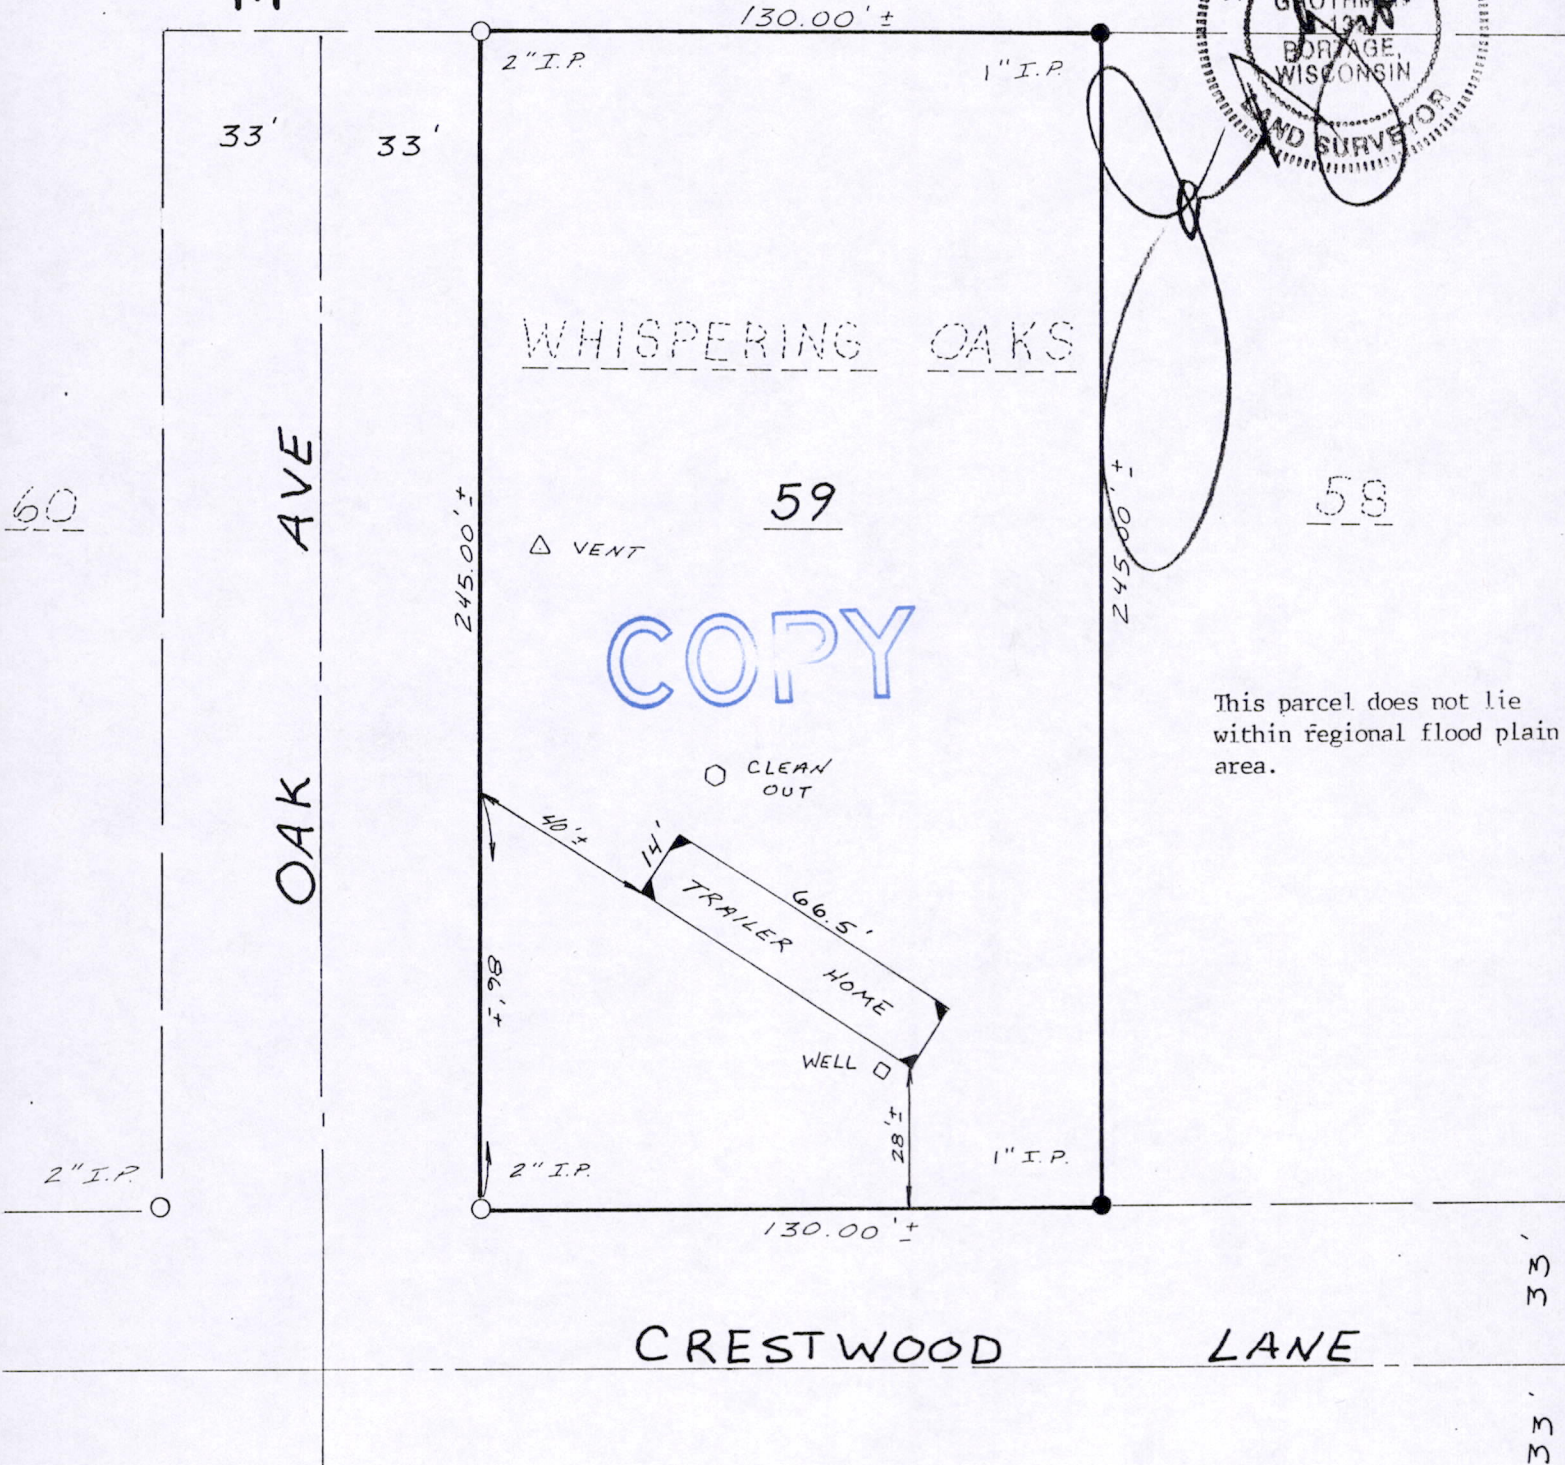 130.00'±
2" I.P.
1" I.P.
PORTAGE,
WISCONSIN
LAND SURVEYOR
33'
33'
WHISPERING OAKS
OAK AVE
60
59
58
245.00'±
245.00'±
VENT
COPY
This parcel does not lie
within regional flood plain
area.
CLEAN
OUT
40'±
14'
66.5'
TRAILER HOME
86'±
WELL
28'±
2" I.P.
2" I.P.
1" I.P.
130.00'±
33'
CRESTWOOD LANE
33'